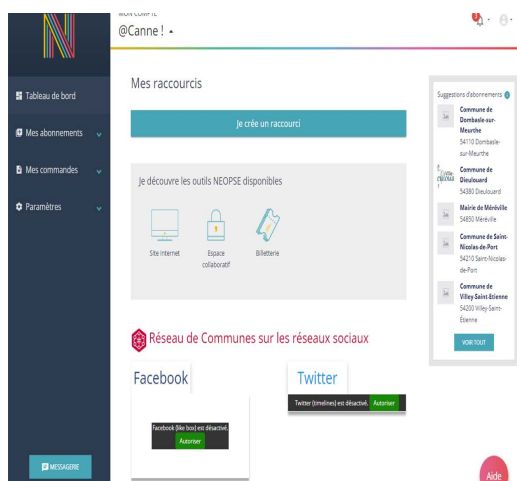 MON COMPTE
@Canne !
Tableau de bord
Mes abonnements
Mes commandes
Paramètres
MESSAGERIE
Mes raccourcis
Je crée un raccourci
Je découvre les outils NEOPSE disponibles
Site Internet
Espace
collaboratif
Billetterie
Réseau de Communes sur les réseaux sociaux
Facebook
Facebook (like box) est désactivé.
Autoriser
Twitter
Twitter (timelines) est désactivé. Autoriser
Suggestions d'abonnements
Commune de
Dombasle-sur-
Meurthe
54110 Dombasle-
sur-Meurthe
Commune de
Dieulouard
54380 Dieulouard
Mairie de Méréville
54850 Méréville
Commune de Saint-
Nicolas-de-Port
54210 Saint-Nicolas-
de-Port
Commune de
Villey-Saint-Etienne
54200 Villey-Saint-
Étienne
VOIR TOUT
Aide